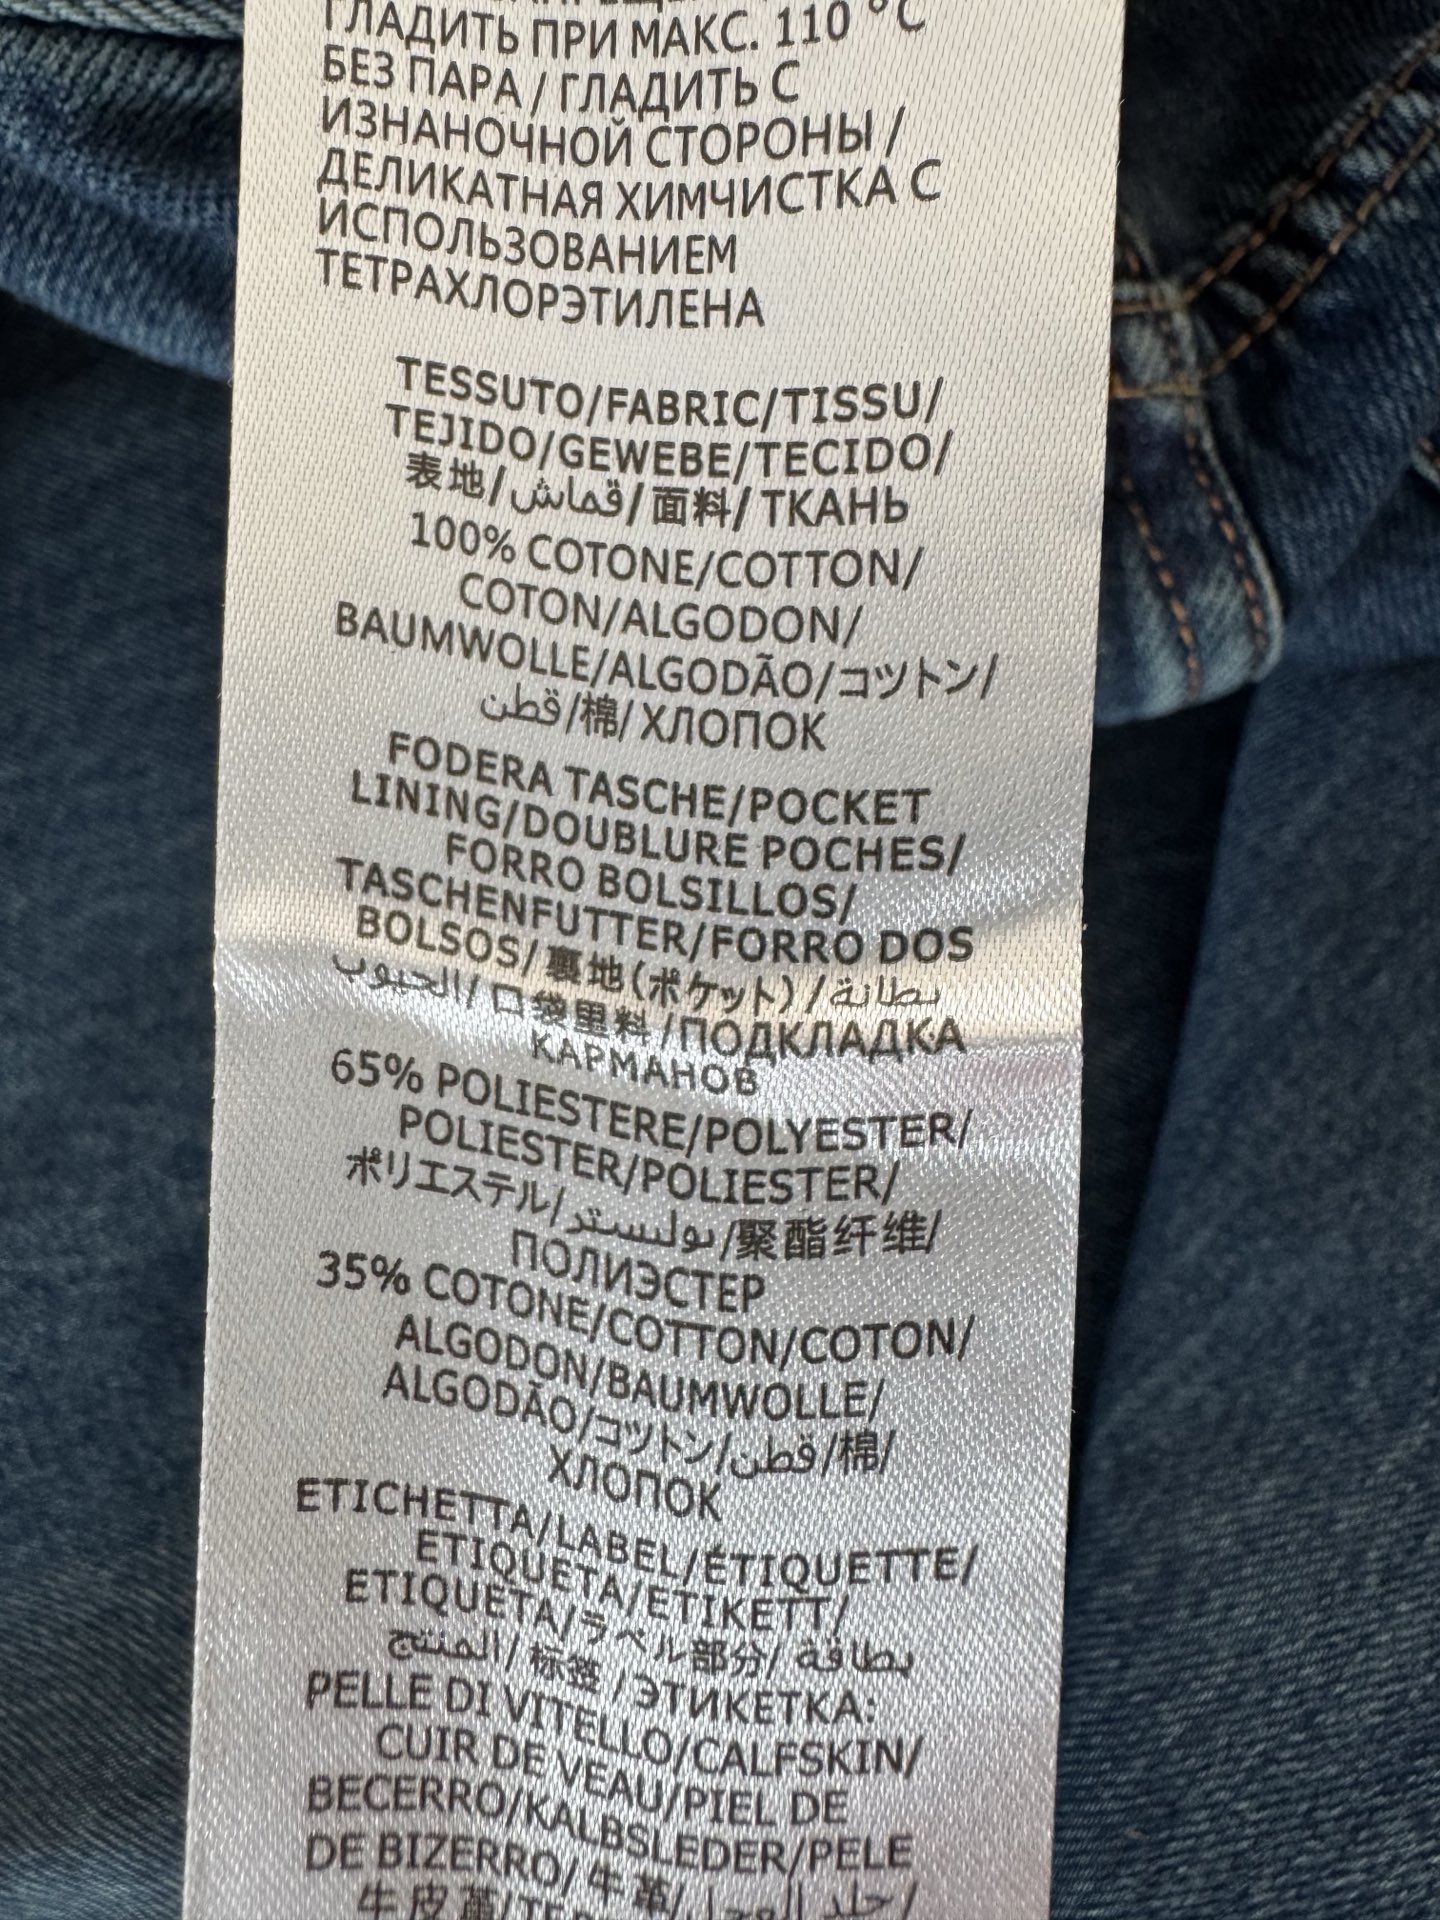 ГЛАДИТЬ ПРИ МАКС. 110 °C
БЕЗ ПАРА / ГЛАДИТЬ С
ИЗНАНОЧНОЙ СТОРОНЫ /
ДЕЛИКАТНАЯ ХИМЧИСТКА С
ИСПОЛЬЗОВАНИЕМ
ТЕТРАХЛОРЭТИЛЕНА
TESSUTO/FABRIC/TISSU/
TEJIDO/GEWEBE/TECIDO/
表地/قماش/面料/ТКАНЬ
100% COTONE/COTTON/
COTON/ALGODON/
BAUMWOLLE/ALGODÃO/コットン/
قطن/棉/ХЛОПОК
FODERA TASCHE/POCKET
LINING/DOUBLURE POCHES/
FORRO BOLSILLOS/
TASCHENFUTTER/FORRO DOS
BOLSOS/裏地(ポケット)/بطانة
الجيوب/口袋里料/ПОДКЛАДКА
КАРМАНОВ
65% POLIESTERE/POLYESTER/
POLIESTER/POLIESTER/
ポリエステル/بوليستر/聚酯纤维/
ПОЛИЭСТЕР
35% COTONE/COTTON/COTON/
ALGODON/BAUMWOLLE/
ALGODÃO/コットン/قطن/棉/
ХЛОПОК
ETICHETTA/LABEL/ÉTIQUETTE/
ETIQUETA/ETIKETT/
ETIQUETA/ラベル部分/بطاقة
المنتج/标签/ЭТИКЕТКА:
PELLE DI VITELLO/CALFSKIN/
CUIR DE VEAU/PIEL DE
BECERRO/KALBSLEDER/PELE
DE BIZERRO/牛革/جلد العجل/
牛皮革/